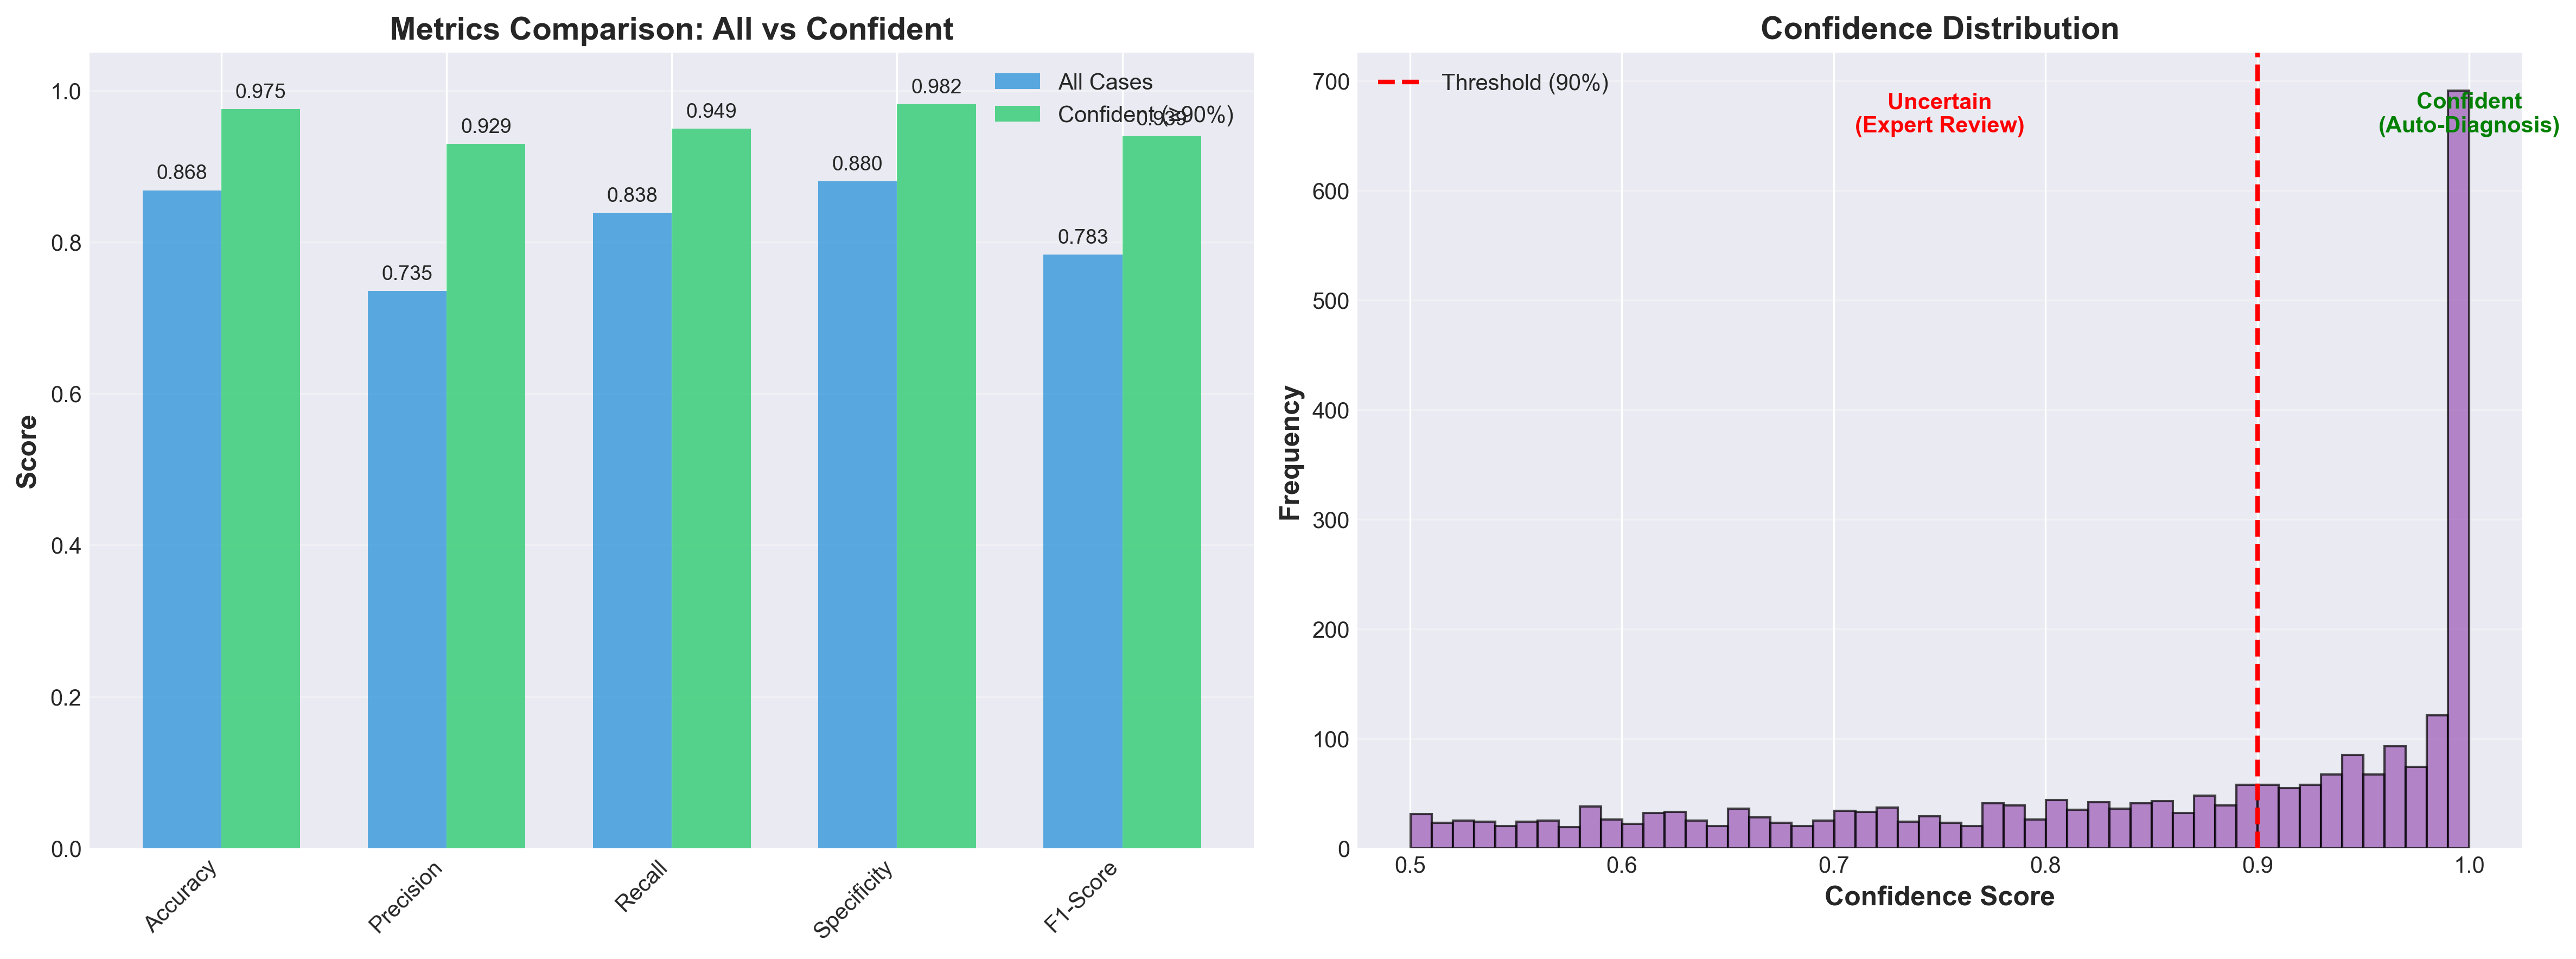 Metrics Comparison: All vs Confident
Score
1.0
0.8
0.6
0.4
0.2
0.0
All Cases
Confident (≥90%)
0.868
0.975
0.735
0.929
0.838
0.949
0.880
0.982
0.783
0.939
Accuracy
Precision
Recall
Specificity
F1-Score
Confidence Distribution
Frequency
700
600
500
400
300
200
100
0
Threshold (90%)
Uncertain
(Expert Review)
Confident
(Auto-Diagnosis)
0.5
0.6
0.7
0.8
0.9
1.0
Confidence Score